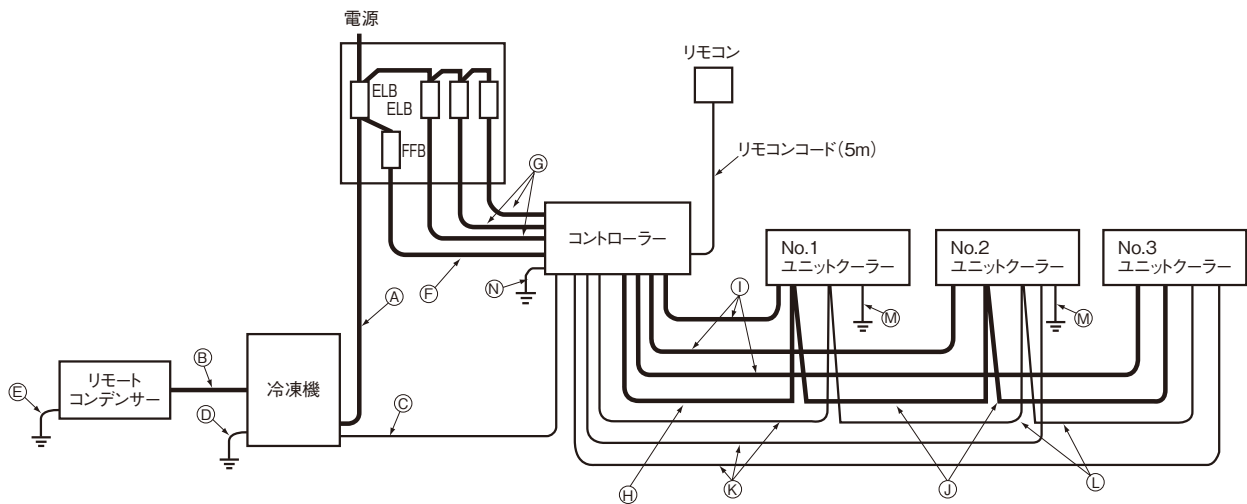 電源
ELB
ELB
FFB
リモコン
リモコンコード(5m)
Ⓖ
コントローラー
No.1
ユニットクーラー
No.2
ユニットクーラー
No.3
ユニットクーラー
Ⓕ
Ⓝ
Ⓘ
Ⓜ
Ⓜ
Ⓐ
Ⓑ
Ⓔ
リモート
コンデンサー
冷凍機
Ⓓ
Ⓒ
Ⓗ
Ⓚ
Ⓙ
Ⓛ